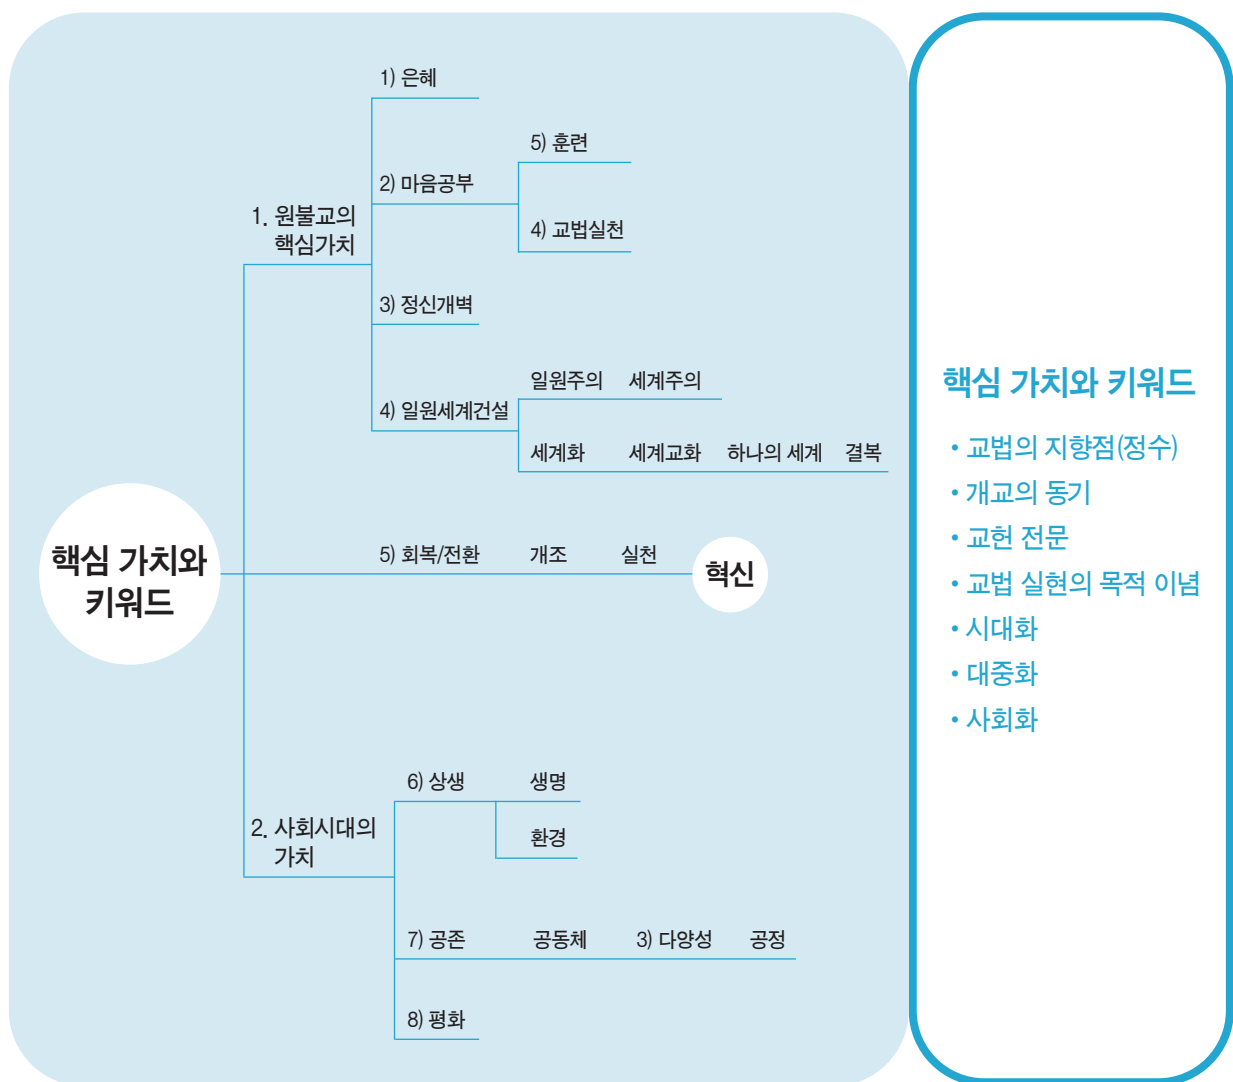 핵심 가치와
키워드
1. 원불교의
핵심가치
1) 은혜
2) 마음공부
5) 훈련
4) 교법실천
3) 정신개벽
4) 일원세계건설
일원주의 세계주의
세계화 세계교화 하나의 세계 결복
5) 회복/전환 개조 실천 혁신
2. 사회시대의
가치
6) 상생 생명
환경
7) 공존 공동체 3) 다양성 공정
8) 평화
핵심 가치와 키워드
• 교법의 지향점(정수)
• 개교의 동기
• 교헌 전문
• 교법 실현의 목적 이념
• 시대화
• 대중화
• 사회화